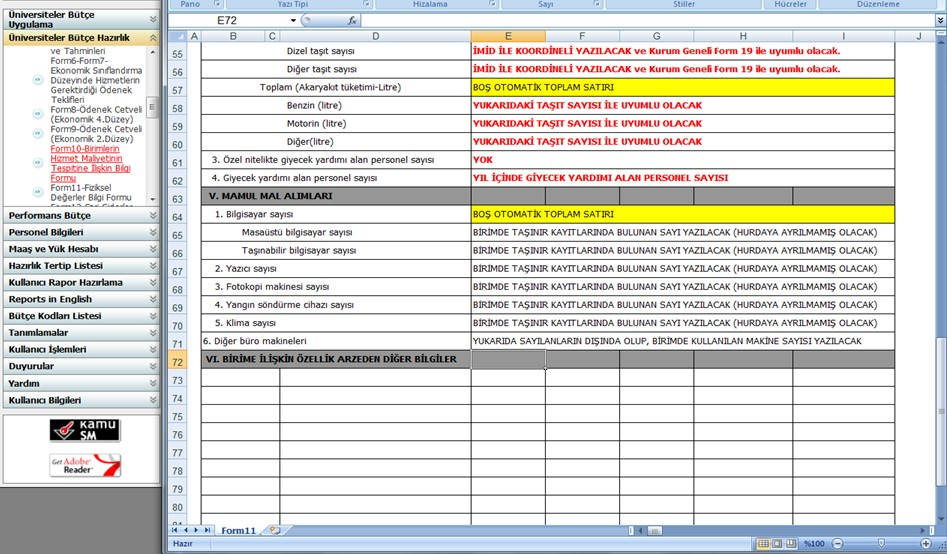 Pano
Yazı Tipi
Hizalama
Sayı
Stiller
Hücreler
Düzenleme
E72
fx
A B C D E F G H I J
Üniversiteler Bütçe
Uygulama
Üniversiteler Bütçe Hazırlık
ve Tahminleri
Form6-Form7-
Ekonomik Sınıflandırma
Düzeyinde Hizmetlerin
Gerektirdiği Ödenek
Teklifleri
Form8-Ödenek Cetveli
(Ekonomik 4.Düzey)
Form9-Ödenek Cetveli
(Ekonomik 2.Düzey)
Form10-Birimlerin
Hizmet Maliyetinin
Tespitine İlişkin Bilgi
Formu
Form11-Fiziksel
Değerler Bilgi Formu
Performans Bütçe
Personel Bilgileri
Maaş ve Yük Hesabı
Hazırlık Tertip Listesi
Kullanıcı Rapor Hazırlama
Reports in English
Bütçe Kodları Listesi
Tanımlamalar
Kullanıcı İşlemleri
Duyurular
Yardım
Kullanıcı Bilgileri
kamu
SM
Get Adobe
Reader
55 Dizel taşıt sayısı İMİD İLE KOORDİNELİ YAZILACAK ve Kurum Geneli Form 19 ile uyumlu olacak.
56 Diğer taşıt sayısı İMİD İLE KOORDİNELİ YAZILACAK ve Kurum Geneli Form 19 ile uyumlu olacak.
57 Toplam (Akaryakıt tüketimi-Litre) BOŞ OTOMATİK TOPLAM SATIRI
58 Benzin (litre) YUKARIDAKİ TAŞIT SAYISI İLE UYUMLU OLACAK
59 Motorin (litre) YUKARIDAKİ TAŞIT SAYISI İLE UYUMLU OLACAK
60 Diğer(litre) YUKARIDAKİ TAŞIT SAYISI İLE UYUMLU OLACAK
61 3. Özel nitelikte giyecek yardımı alan personel sayısı YOK
62 4. Giyecek yardımı alan personel sayısı YIL İÇİNDE GİYECEK YARDIMI ALAN PERSONEL SAYISI
63 V. MAMUL MAL ALIMLARI
64 1. Bilgisayar sayısı BOŞ OTOMATİK TOPLAM SATIRI
65 Masaüstü bilgisayar sayısı BİRİMDE TAŞINIR KAYITLARINDA BULUNAN SAYI YAZILACAK (HURDAYA AYRILMAMIŞ OLACAK)
66 Taşınabilir bilgisayar sayısı BİRİMDE TAŞINIR KAYITLARINDA BULUNAN SAYI YAZILACAK (HURDAYA AYRILMAMIŞ OLACAK)
67 2. Yazıcı sayısı BİRİMDE TAŞINIR KAYITLARINDA BULUNAN SAYI YAZILACAK (HURDAYA AYRILMAMIŞ OLACAK)
68 3. Fotokopi makinesi sayısı BİRİMDE TAŞINIR KAYITLARINDA BULUNAN SAYI YAZILACAK (HURDAYA AYRILMAMIŞ OLACAK)
69 4. Yangın söndürme cihazı sayısı BİRİMDE TAŞINIR KAYITLARINDA BULUNAN SAYI YAZILACAK (HURDAYA AYRILMAMIŞ OLACAK)
70 5. Klima sayısı BİRİMDE TAŞINIR KAYITLARINDA BULUNAN SAYI YAZILACAK (HURDAYA AYRILMAMIŞ OLACAK)
71 6. Diğer büro makineleri YUKARIDA SAYILANLARIN DIŞINDA OLUP, BİRİMDE KULLANILAN MAKİNE SAYISI YAZILACAK
72 VI. BİRİME İLİŞKİN ÖZELLİK ARZEDEN DİĞER BİLGİLER
73
74
75
76
77
78
79
80
Form11
Hazır
%100